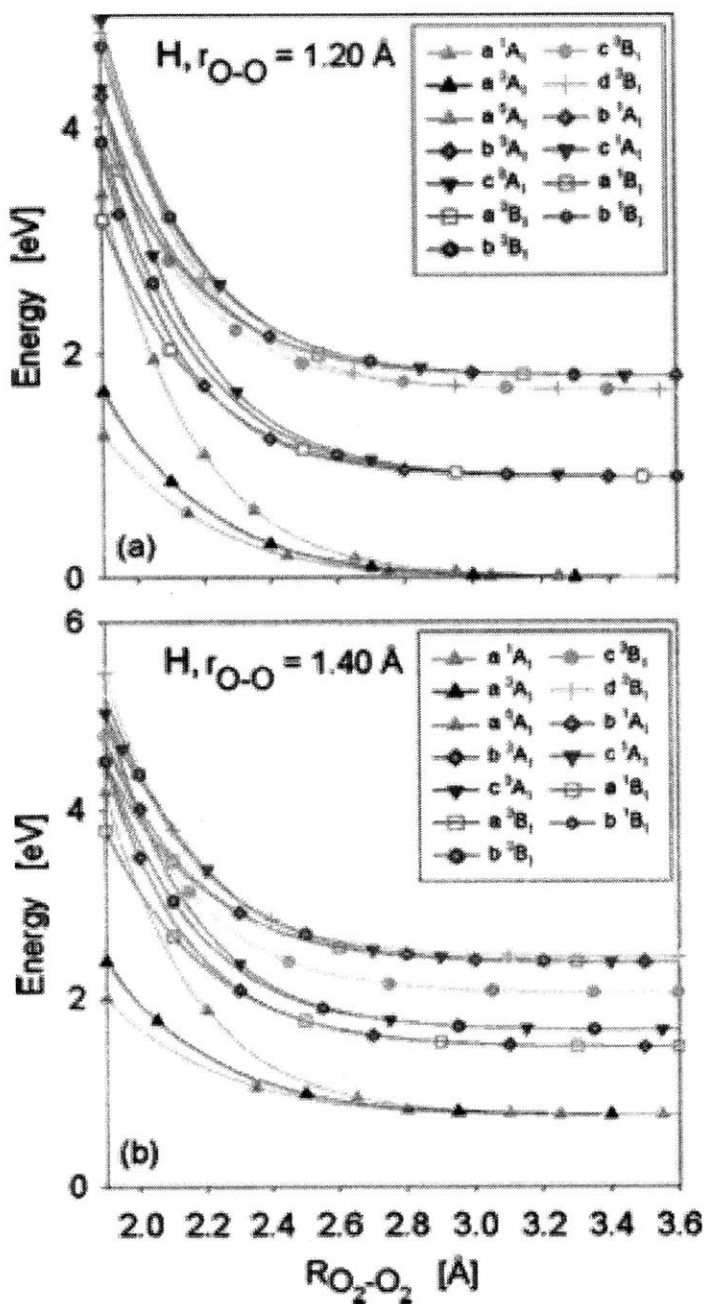 H, r_O-O = 1.20 Å
a ¹A₁ c ³B₁
a ³A₁ d ³B₁
a ⁵A₁ b ¹A₁
b ³A₁ c ¹A₁
c ³A₁ a ¹B₁
a ³B₁ b ¹B₁
b ³B₁
Energy [eV]
4
2
0
(a)
6
H, r_O-O = 1.40 Å
a ¹A₁ c ³B₁
a ³A₁ d ³B₁
a ⁵A₁ b ¹A₁
b ³A₁ c ¹A₁
c ³A₁ a ¹B₁
a ³B₁ b ¹B₁
b ³B₁
Energy [eV]
4
2
0
(b)
2.0 2.2 2.4 2.6 2.8 3.0 3.2 3.4 3.6
R_O₂-O₂ [Å]